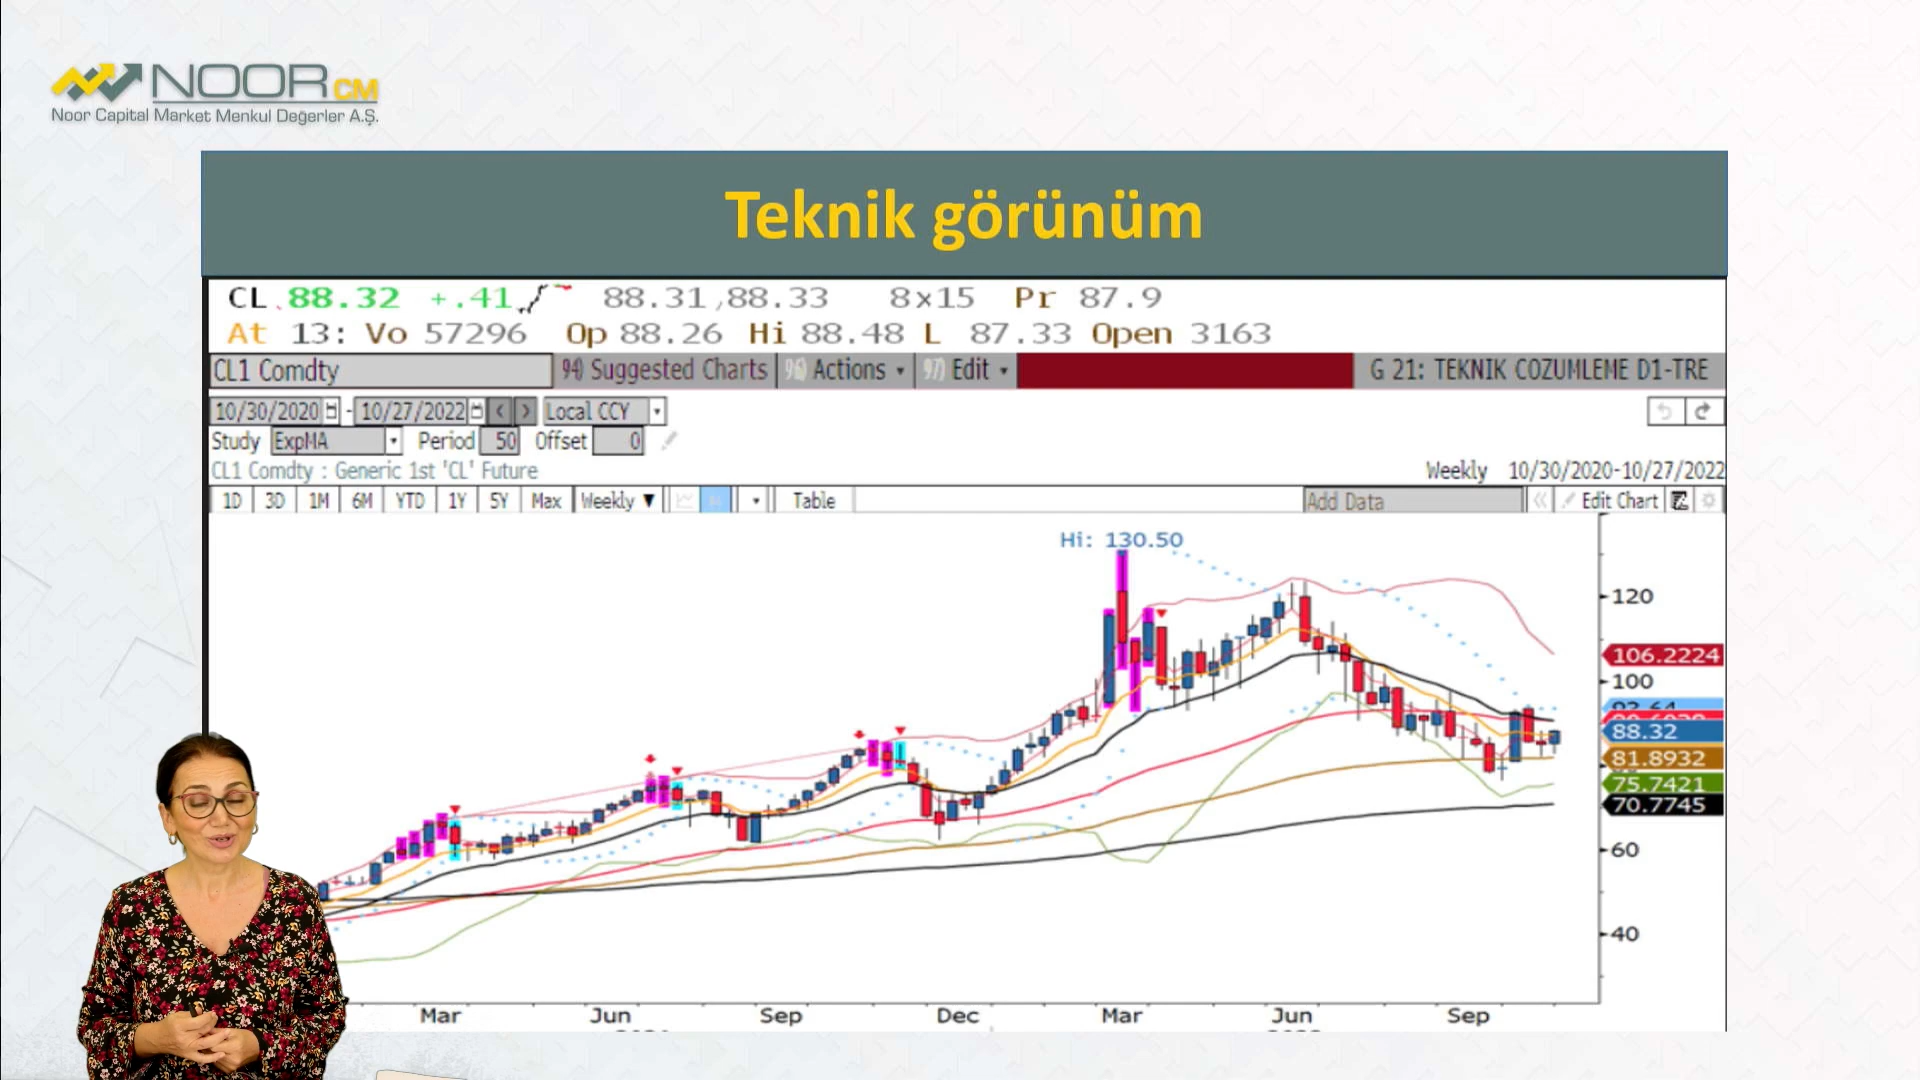 NOOR CM
Noor Capital Market Menkul Değerler A.Ş.
Teknik görünüm
CL 88.32 +.41 88.31/88.33 8x15 Pr 87.9
At 13: Vo 57296 Op 88.26 Hi 88.48 L 87.33 Open 3163
CL1 Comdty 94) Suggested Charts 96) Actions 97) Edit G 21: TEKNIK COZUMLEME D1-TRE
10/30/2020 - 10/27/2022 Local CCY
Study ExpMA Period 50 Offset 0
CL1 Comdty : Generic 1st 'CL' Future Weekly 10/30/2020-10/27/2022
1D 3D 1M 6M YTD 1Y 5Y Max Weekly Table Add Data Edit Chart
Hi: 130.50
120
106.2224
100
88.32
81.8932
75.7421
70.7745
60
40
Mar Jun Sep Dec Mar Jun Sep